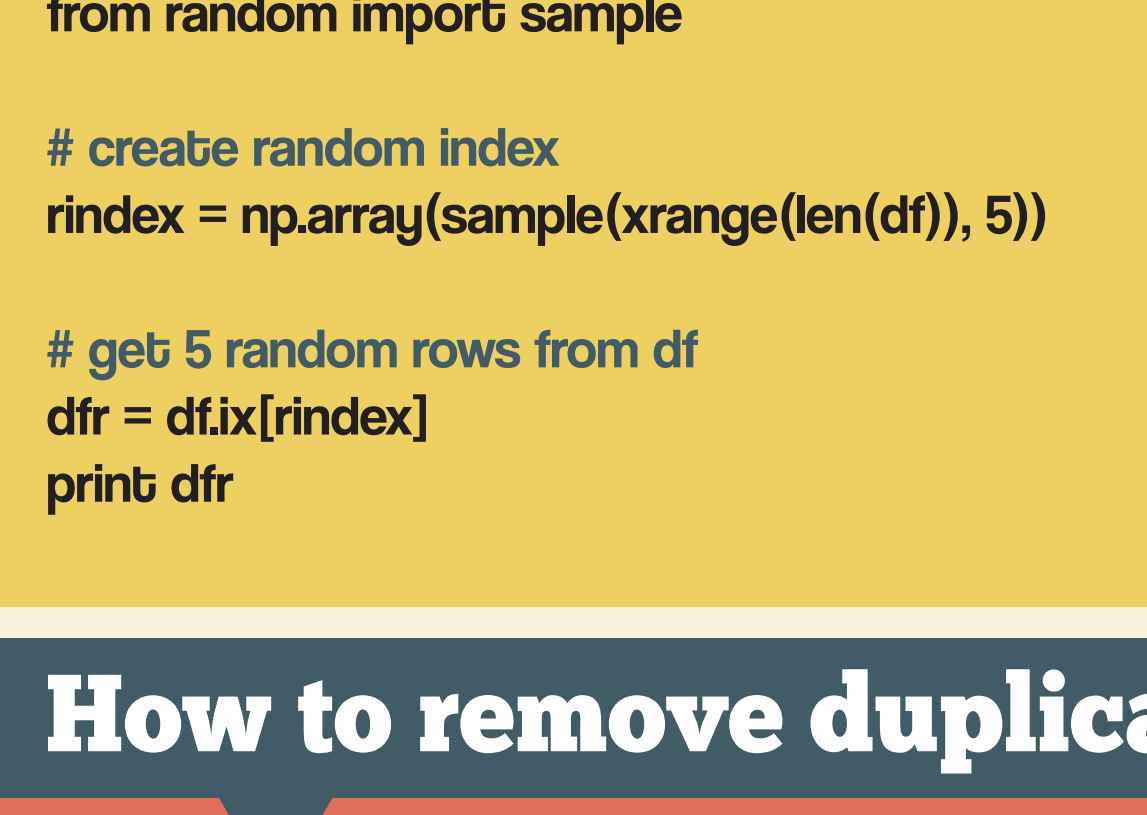 from random import sample
# create random index
rindex = np.array(sample(xrange(len(df)), 5))
# get 5 random rows from df
dfr = df.ix[rindex]
print dfr
How to remove duplica